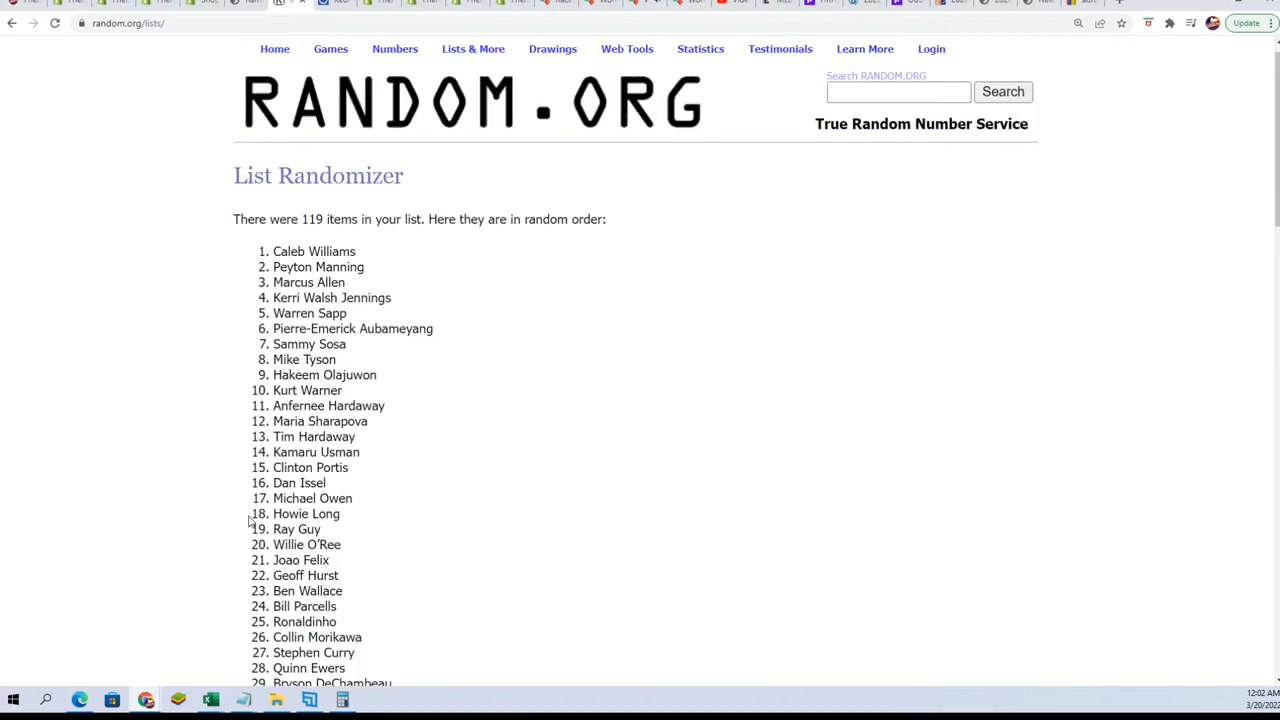 random.org/lists/
Update
Home Games Numbers Lists & More Drawings Web Tools Statistics Testimonials Learn More Login
RANDOM.ORG
Search RANDOM.ORG
Search
True Random Number Service
List Randomizer
There were 119 items in your list. Here they are in random order:
1. Caleb Williams
2. Peyton Manning
3. Marcus Allen
4. Kerri Walsh Jennings
5. Warren Sapp
6. Pierre-Emerick Aubameyang
7. Sammy Sosa
8. Mike Tyson
9. Hakeem Olajuwon
10. Kurt Warner
11. Anfernee Hardaway
12. Maria Sharapova
13. Tim Hardaway
14. Kamaru Usman
15. Clinton Portis
16. Dan Issel
17. Michael Owen
18. Howie Long
19. Ray Guy
20. Willie O'Ree
21. Joao Felix
22. Geoff Hurst
23. Ben Wallace
24. Bill Parcells
25. Ronaldinho
26. Collin Morikawa
27. Stephen Curry
28. Quinn Ewers
29. Bryson DeChambeau
12:02 AM